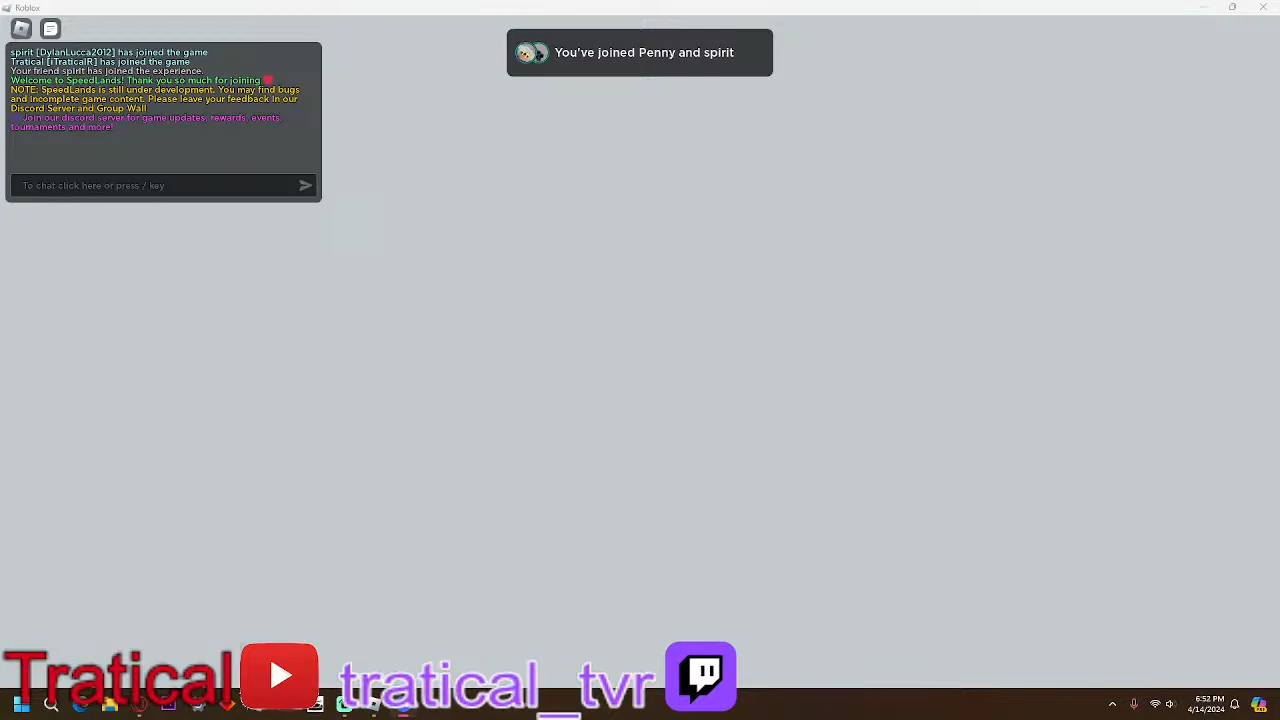 Roblox
You've joined Penny and spirit
spirit [DylanLucca2012] has joined the game
Tratical [iTraticalR] has joined the game
Your friend spirit has joined the experience.
Welcome to SpeedLands! Thank you so much for joining
NOTE: SpeedLands is still under development. You may find bugs
and incomplete game content. Please leave your feedback in our
Discord Server and Group Wall
Join our discord server for game updates, rewards, events,
tournaments and more!
To chat click here or press / key
Tratical
tratical_tvr
6:52 PM
4/14/2024